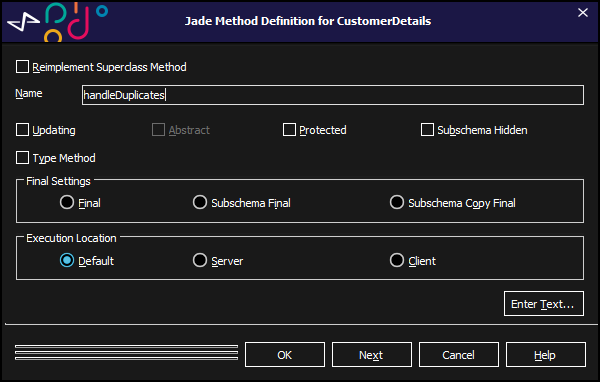 Jade Method Definition for CustomerDetails
Reimplement Superclass Method
Name handleDuplicates
Updating Abstract Protected Subschema Hidden
Type Method
Final Settings
Final Subschema Final Subschema Copy Final
Execution Location
Default Server Client
Enter Text...
OK Next Cancel Help